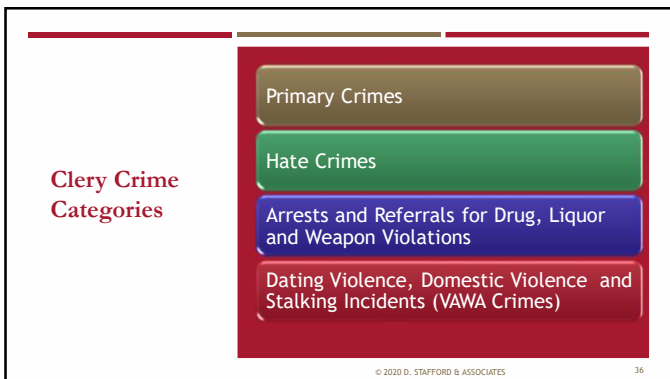 Clery Crime
Categories
Primary Crimes
Hate Crimes
Arrests and Referrals for Drug, Liquor
and Weapon Violations
Dating Violence, Domestic Violence and
Stalking Incidents (VAWA Crimes)
© 2020 D. STAFFORD & ASSOCIATES
36